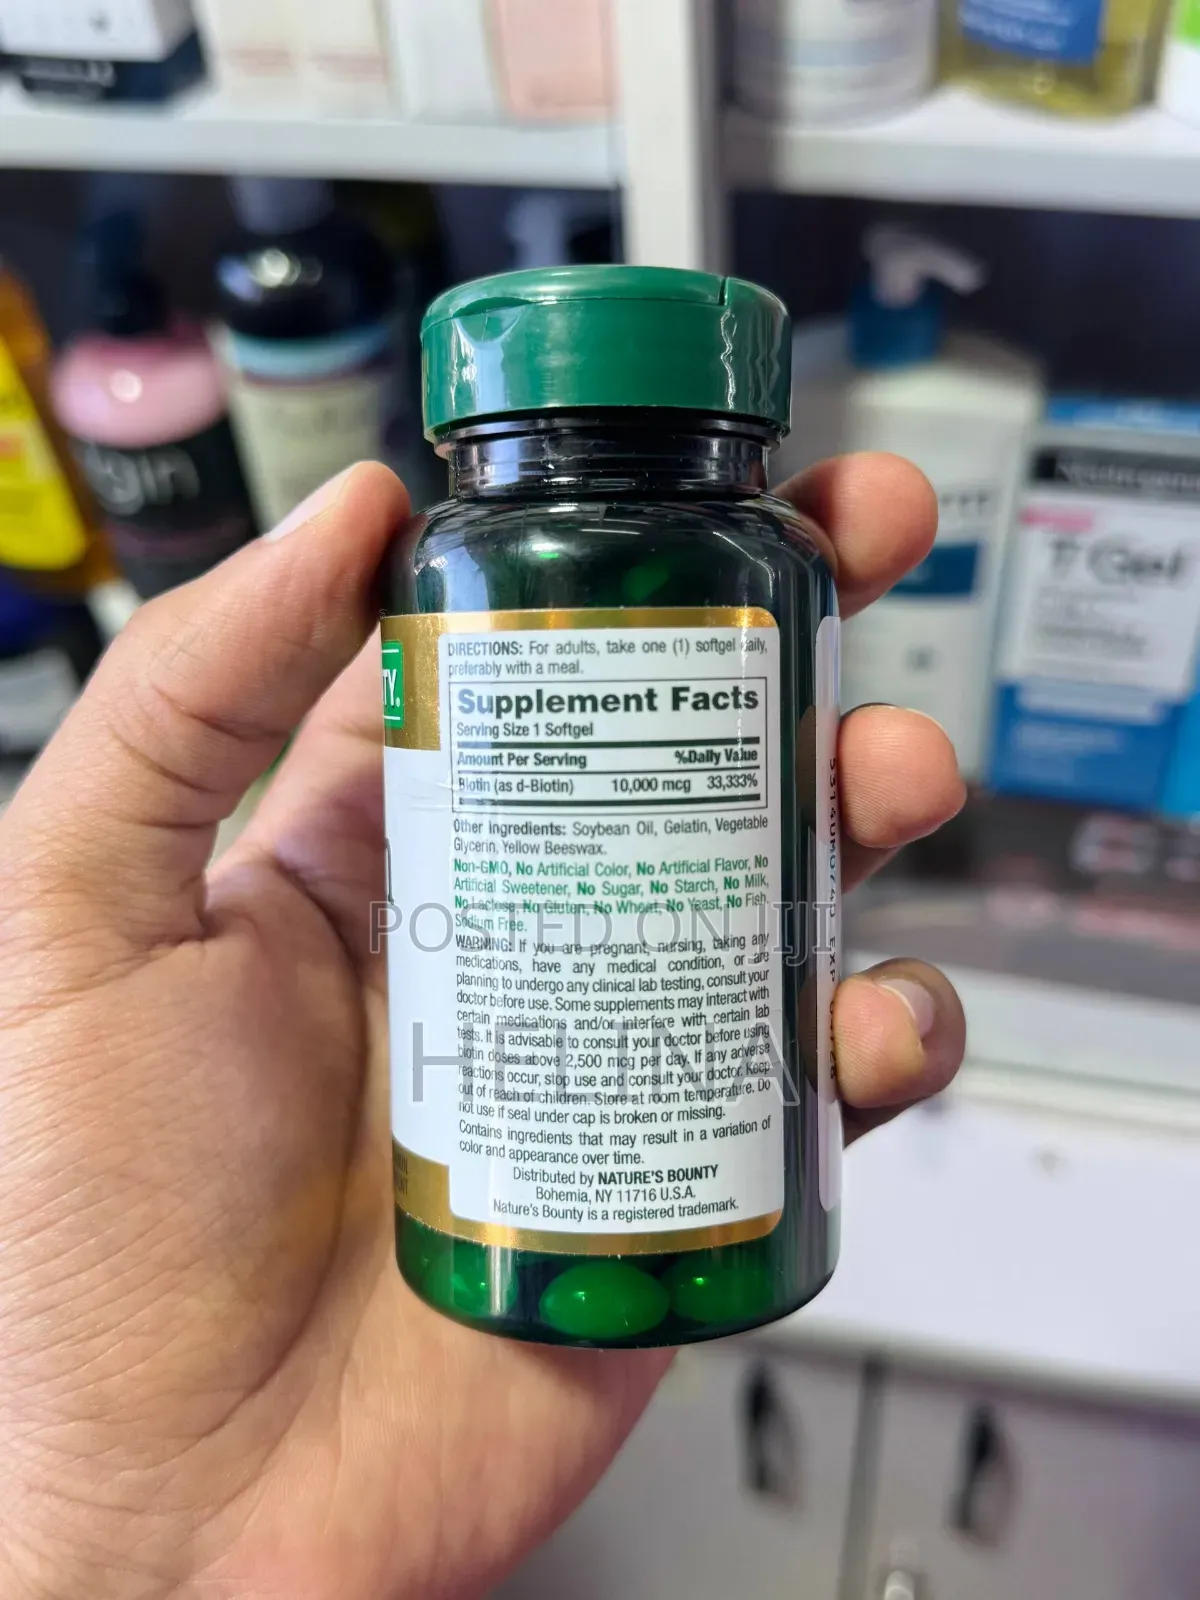 gin
Neutrogena
T Gel
TY.
DIRECTIONS: For adults, take one (1) softgel daily,
preferably with a meal.
Supplement Facts
Serving Size 1 Softgel
Amount Per Serving %Daily Value
Biotin (as d-Biotin) 10,000 mcg 33,333%
Other ingredients: Soybean Oil, Gelatin, Vegetable
Glycerin, Yellow Beeswax.
Non-GMO, No Artificial Color, No Artificial Flavor, No
Artificial Sweetener, No Sugar, No Starch, No Milk,
No Lactose, No Gluten, No Wheat, No Yeast, No Fish.
Sodium Free.
WARNING: If you are pregnant, nursing, taking any
medications, have any medical condition, or are
planning to undergo any clinical lab testing, consult your
doctor before use. Some supplements may interact with
certain medications and/or interfere with certain lab
tests. It is advisable to consult your doctor before using
biotin doses above 2,500 mcg per day. If any adverse
reactions occur, stop use and consult your doctor. Keep
out of reach of children. Store at room temperature. Do
not use if seal under cap is broken or missing.
Contains ingredients that may result in a variation of
color and appearance over time.
Distributed by NATURE'S BOUNTY
Bohemia, NY 11716 U.S.A.
Nature's Bounty is a registered trademark.
EXP
POSTED ON JIJI
HELINA